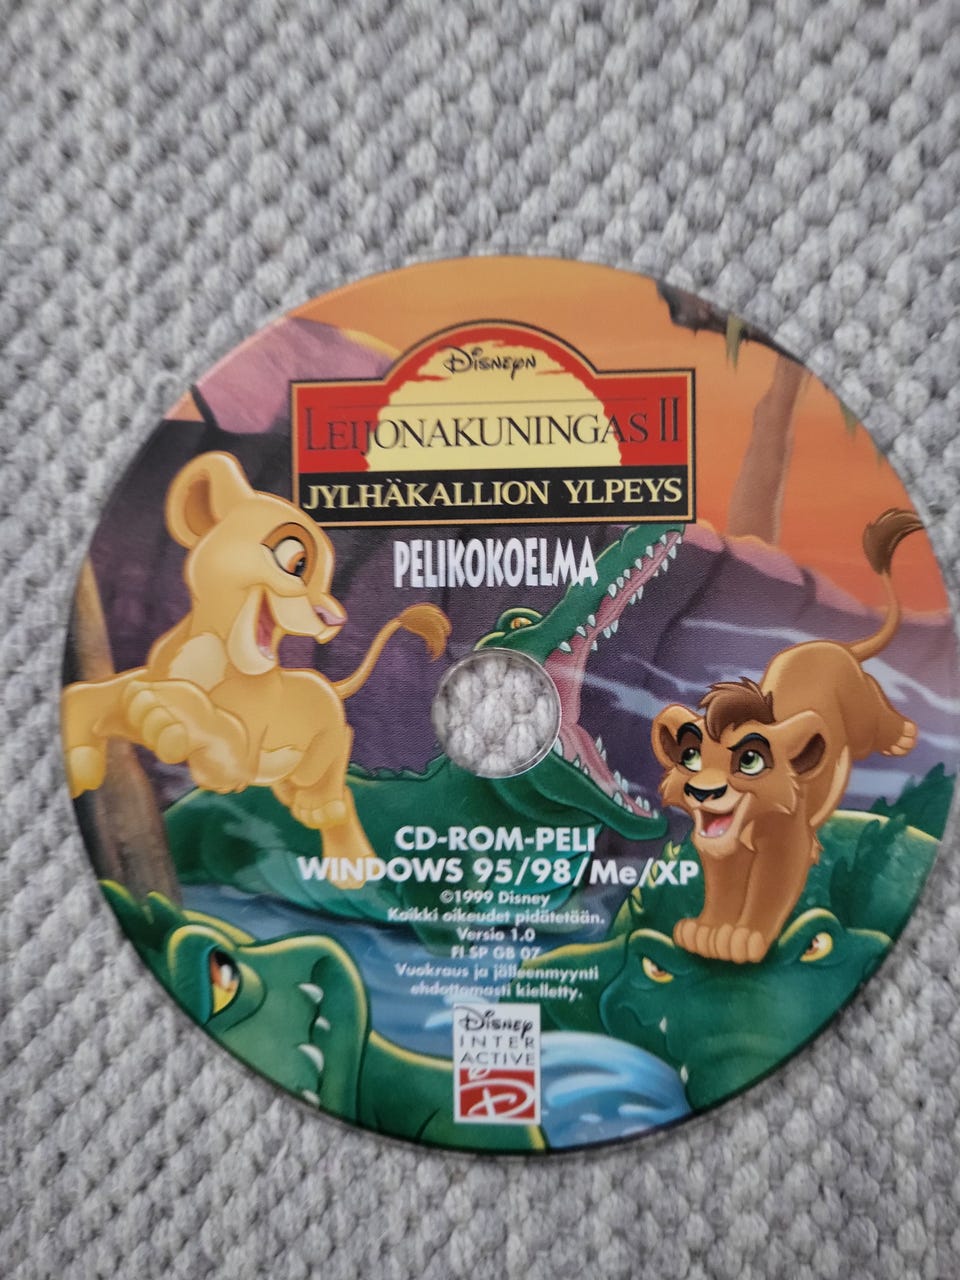 Disneyn
LEIJONAKUNINGAS II
JYLHÄKALLION YLPEYS
PELIKOKOELMA
CD-ROM-PELI
WINDOWS 95/98/Me/XP
©1999 Disney
Kaikki oikeudet pidätetään.
Versio 1.0
FI SP GB 07
Vuokraus ja jälleenmyynti
ehdottomasti kielletty.
Disney
INTER
ACTIVE
D